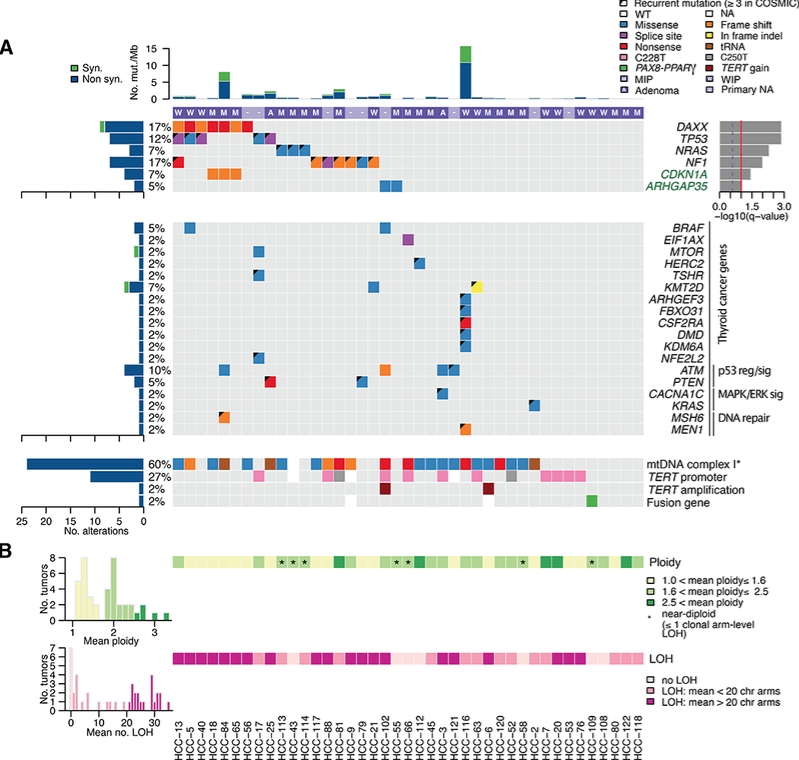 Recurrent mutation (≥ 3 in COSMIC)
WT
NA
Missense
Frame shift
Splice site
In frame indel
Nonsense
tRNA
C228T
C250T
PAX8-PPARγ
TERT gain
MIP
WIP
Adenoma
Primary NA
A
Syn.
Non syn.
No. mut./Mb
15
10
5
0
W W W M M M - - A M M M M - M - - W - M M M A - W W M M M - M - W W - W W W M M M
17% DAXX
12% TP53
7% NRAS
17% NF1
7% CDKN1A
5% ARHGAP35
0.0 1.5 3.0
−log10(q−value)
5% BRAF
2% EIF1AX
2% MTOR
2% HERC2
2% TSHR
7% KMT2D
2% ARHGEF3
2% FBXO31
2% CSF2RA
2% DMD
2% KDM6A
2% NFE2L2
10% ATM
5% PTEN
2% CACNA1C
2% KRAS
2% MSH6
2% MEN1
Thyroid cancer genes
p53 reg/sig
MAPK/ERK sig
DNA repair
60% mtDNA complex I*
27% TERT promoter
2% TERT amplification
2% Fusion gene
25 20 15 10 5 0
No. alterations
B
No. tumors
8
6
4
2
0
1 2 3
Mean ploidy
* * * * * * *
Ploidy
1.0 < mean ploidy≤ 1.6
1.6 < mean ploidy≤ 2.5
2.5 < mean ploidy
* near-diploid
(≤ 1 clonal arm-level
LOH)
No. tumors
7
6
5
4
3
2
1
0
0 10 20 30
Mean no. LOH
LOH
no LOH
LOH: mean < 20 chr arms
LOH: mean > 20 chr arms
HCC−13
HCC−5
HCC−40
HCC−18
HCC−84
HCC−65
HCC−56
HCC−17
HCC−25
HCC−113
HCC−43
HCC−114
HCC−117
HCC−88
HCC−81
HCC−9
HCC−79
HCC−21
HCC−102
HCC−55
HCC−66
HCC−112
HCC−45
HCC−3
HCC−121
HCC−116
HCC−63
HCC−6
HCC−120
HCC−52
HCC−58
HCC−2
HCC−7
HCC−20
HCC−53
HCC−76
HCC−109
HCC−108
HCC−80
HCC−122
HCC−118